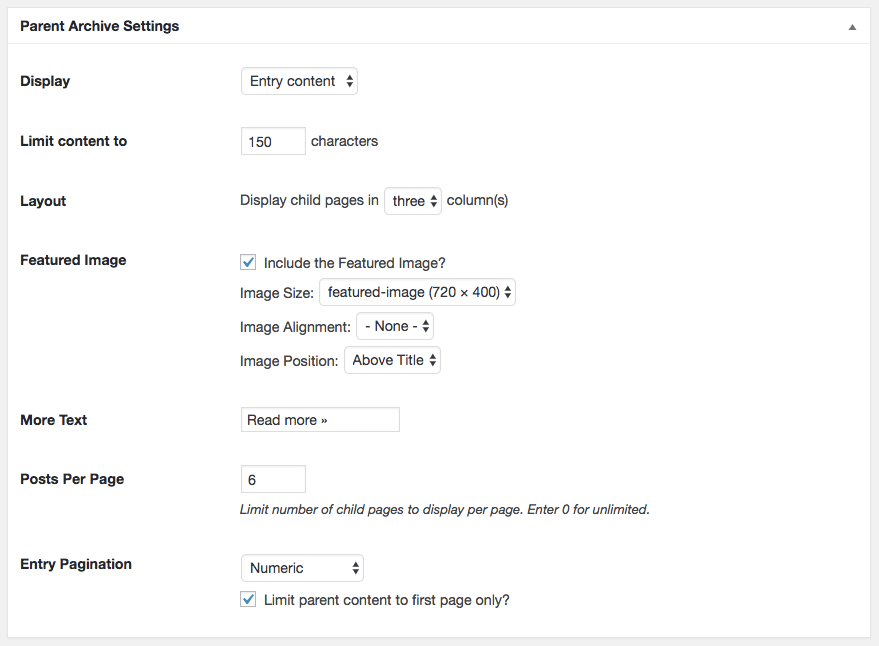 Parent Archive Settings
Display Entry content
Limit content to 150 characters
Layout Display child pages in three column(s)
Featured Image Include the Featured Image?
Image Size: featured-image (720 × 400)
Image Alignment: - None -
Image Position: Above Title
More Text Read more »
Posts Per Page 6
Limit number of child pages to display per page. Enter 0 for unlimited.
Entry Pagination Numeric
Limit parent content to first page only?